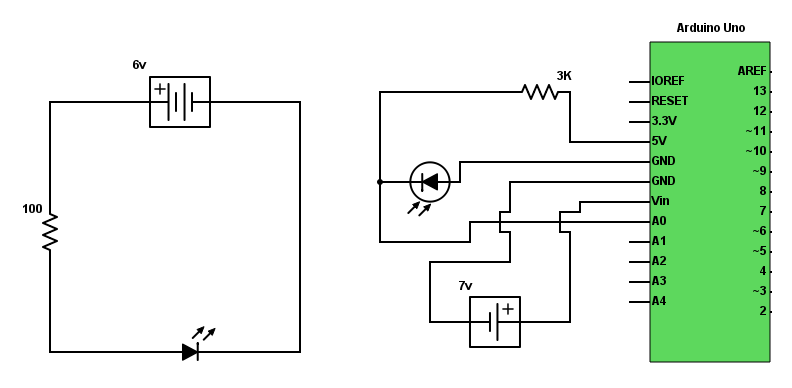 Arduino Uno
6v
+
100
3K
7v
+
IOREF
RESET
3.3V
5V
GND
GND
Vin
A0
A1
A2
A3
A4
AREF
13
12
~11
~10
~9
8
7
~6
~5
4
~3
2